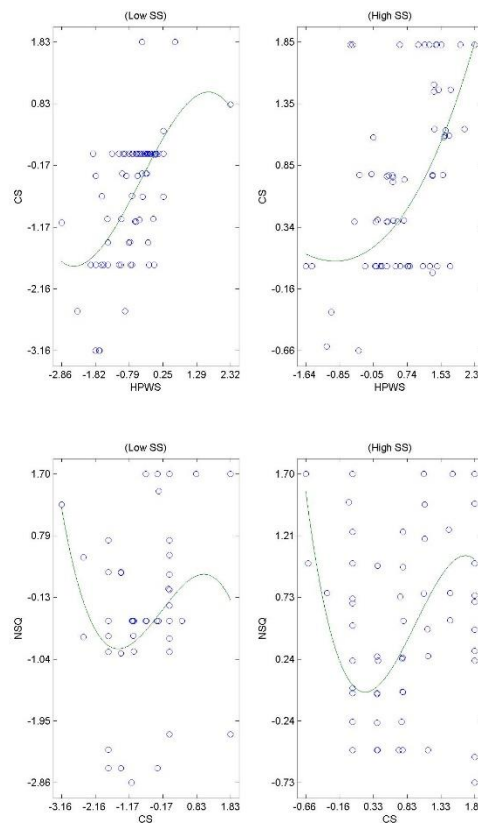 (Low SS)
1.83
0.83
-0.17
-1.17
-2.16
-3.16
CS
-2.86 -1.82 -0.79 0.25 1.29 2.32
HPWS
(High SS)
1.85
1.35
0.85
0.34
-0.16
-0.66
CS
-1.64 -0.85 -0.05 0.74 1.53 2.33
HPWS
(Low SS)
1.70
0.79
-0.13
-1.04
-1.95
-2.86
NSQ
-3.16 -2.16 -1.17 -0.17 0.83 1.83
CS
(High SS)
1.70
1.21
0.73
0.24
-0.24
-0.73
NSQ
-0.66 -0.16 0.33 0.83 1.33 1.83
CS